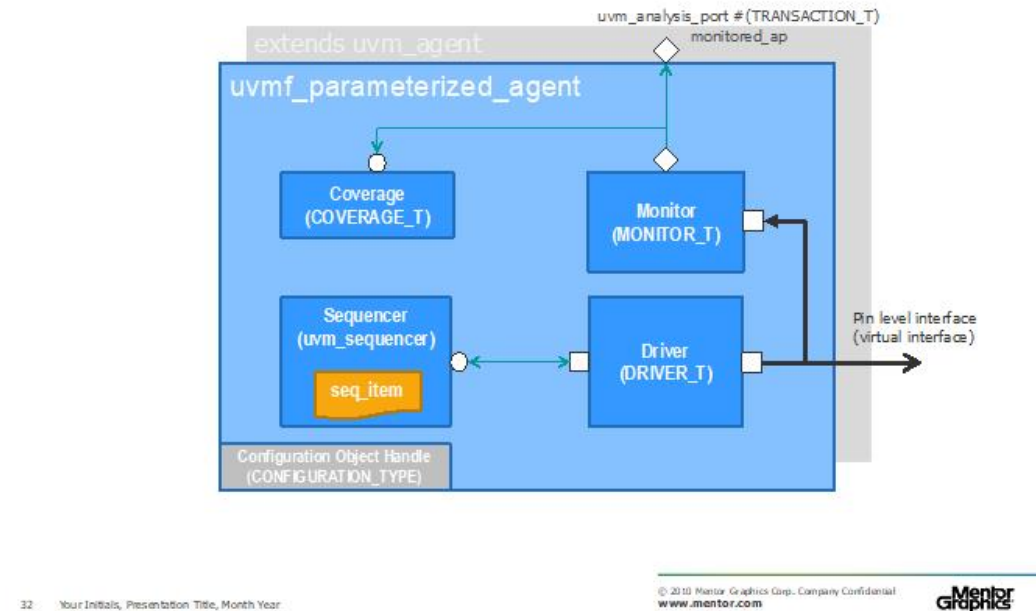 uvm_analysis_port #(TRANSACTION_T)
monitored_ap
extends uvm_agent
uvmf_parameterized_agent
Coverage
(COVERAGE_T)
Monitor
(MONITOR_T)
Sequencer
(uvm_sequencer)
seq_item
Driver
(DRIVER_T)
Pin level interface
(virtual interface)
Configuration Object Handle
(CONFIGURATION_TYPE)
32 Your Initials, Presentation Title, Month Year
© 2010 Mentor Graphics Corp. Company Confidential
www.mentor.com
Mentor
Graphics